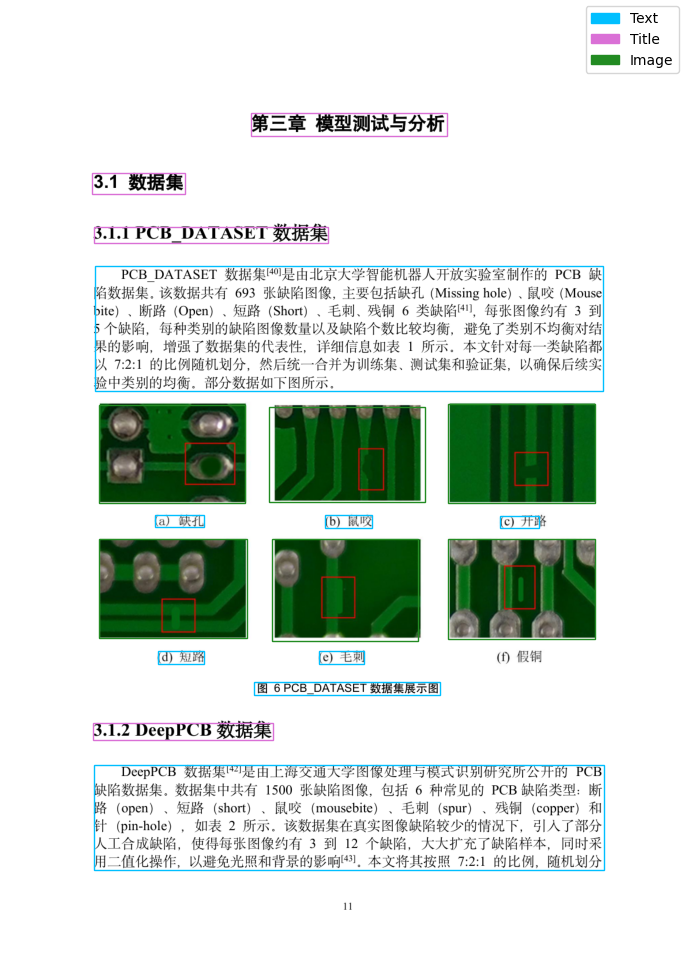 Text
Title
Image
第三章 模型测试与分析
3.1 数据集
3.1.1 PCB_DATASET 数据集
PCB_DATASET 数据集[40]是由北京大学智能机器人开放实验室制作的 PCB 缺
陷数据集。该数据共有 693 张缺陷图像，主要包括缺孔（Missing hole）、鼠咬（Mouse
bite）、断路（Open）、短路（Short）、毛刺、残铜 6 类缺陷[41]，每张图像约有 3 到
5 个缺陷，每种类别的缺陷图像数量以及缺陷个数比较均衡，避免了类别不均衡对结
果的影响，增强了数据集的代表性，详细信息如表 1 所示。本文针对每一类缺陷都
以 7:2:1 的比例随机划分，然后统一合并为训练集、测试集和验证集，以确保后续实
验中类别的均衡。部分数据如下图所示。
(a) 缺孔
(b) 鼠咬
(c) 开路
(d) 短路
(e) 毛刺
(f) 假铜
图 6 PCB_DATASET 数据集展示图
3.1.2 DeepPCB 数据集
DeepPCB 数据集[42]是由上海交通大学图像处理与模式识别研究所公开的 PCB
缺陷数据集。数据集中共有 1500 张缺陷图像，包括 6 种常见的 PCB 缺陷类型：断
路（open）、短路（short）、鼠咬（mousebite）、毛刺（spur）、残铜（copper）和
针（pin-hole），如表 2 所示。该数据集在真实图像缺陷较少的情况下，引入了部分
人工合成缺陷，使得每张图像约有 3 到 12 个缺陷，大大扩充了缺陷样本，同时采
用二值化操作，以避免光照和背景的影响[43]。本文将其按照 7:2:1 的比例，随机划分
11